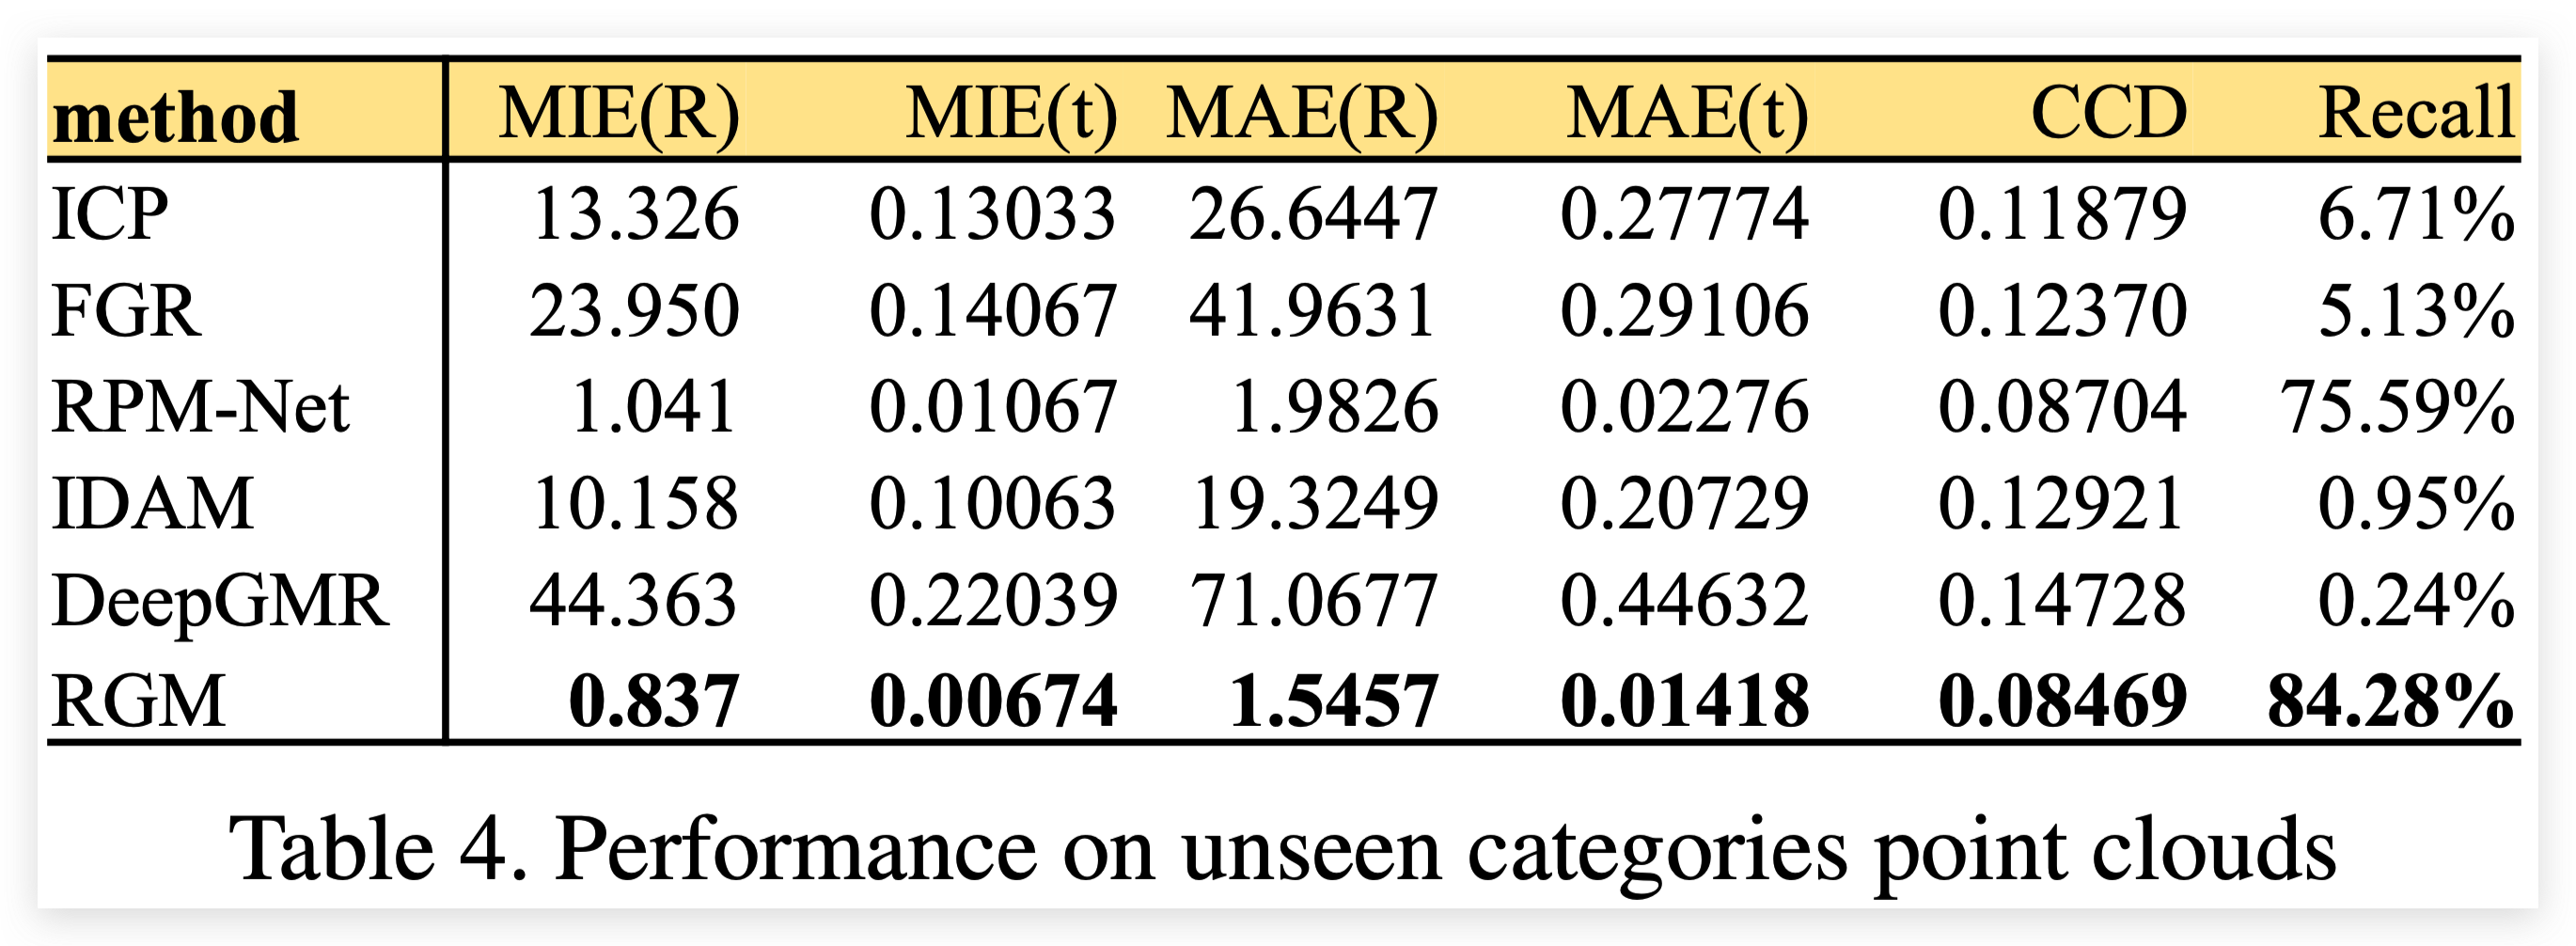 method MIE(R) MIE(t) MAE(R) MAE(t) CCD Recall
ICP 13.326 0.13033 26.6447 0.27774 0.11879 6.71%
FGR 23.950 0.14067 41.9631 0.29106 0.12370 5.13%
RPM-Net 1.041 0.01067 1.9826 0.02276 0.08704 75.59%
IDAM 10.158 0.10063 19.3249 0.20729 0.12921 0.95%
DeepGMR 44.363 0.22039 71.0677 0.44632 0.14728 0.24%
RGM 0.837 0.00674 1.5457 0.01418 0.08469 84.28%
Table 4. Performance on unseen categories point clouds